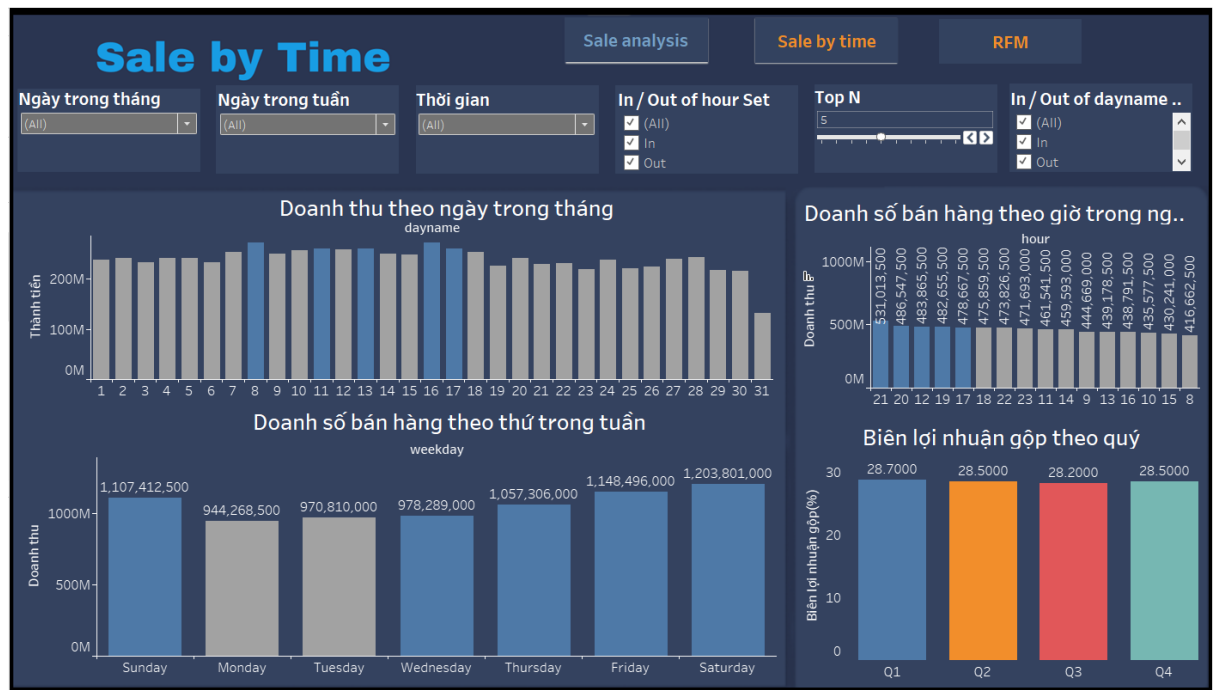 Sale by Time
Sale analysis
Sale by time
RFM
Ngày trong tháng
(All)
Ngày trong tuần
(All)
Thời gian
(All)
In / Out of hour Set
(All)
In
Out
Top N
5
In / Out of dayname ..
(All)
In
Out
Doanh thu theo ngày trong tháng
dayname
Thành tiền
200M
100M
0M
1 2 3 4 5 6 7 8 9 10 11 12 13 14 15 16 17 18 19 20 21 22 23 24 25 26 27 28 29 30 31
Doanh số bán hàng theo giờ trong ng..
hour
Doanh thu
1000M
500M
0M
531,013,500 486,547,500 483,865,500 482,655,500 478,667,500 475,859,500 473,826,500 471,693,000 461,541,500 459,593,000 444,669,000 439,178,500 438,791,500 435,577,500 430,241,000 416,662,500
21 20 12 19 17 18 22 23 11 14 9 13 16 10 15 8
Doanh số bán hàng theo thứ trong tuần
weekday
Doanh thu
1000M
500M
0M
1,107,412,500 944,268,500 970,810,000 978,289,000 1,057,306,000 1,148,496,000 1,203,801,000
Sunday Monday Tuesday Wednesday Thursday Friday Saturday
Biên lợi nhuận gộp theo quý
Biên lợi nhuận gộp(%)
30
20
10
0
28.7000 28.5000 28.2000 28.5000
Q1 Q2 Q3 Q4